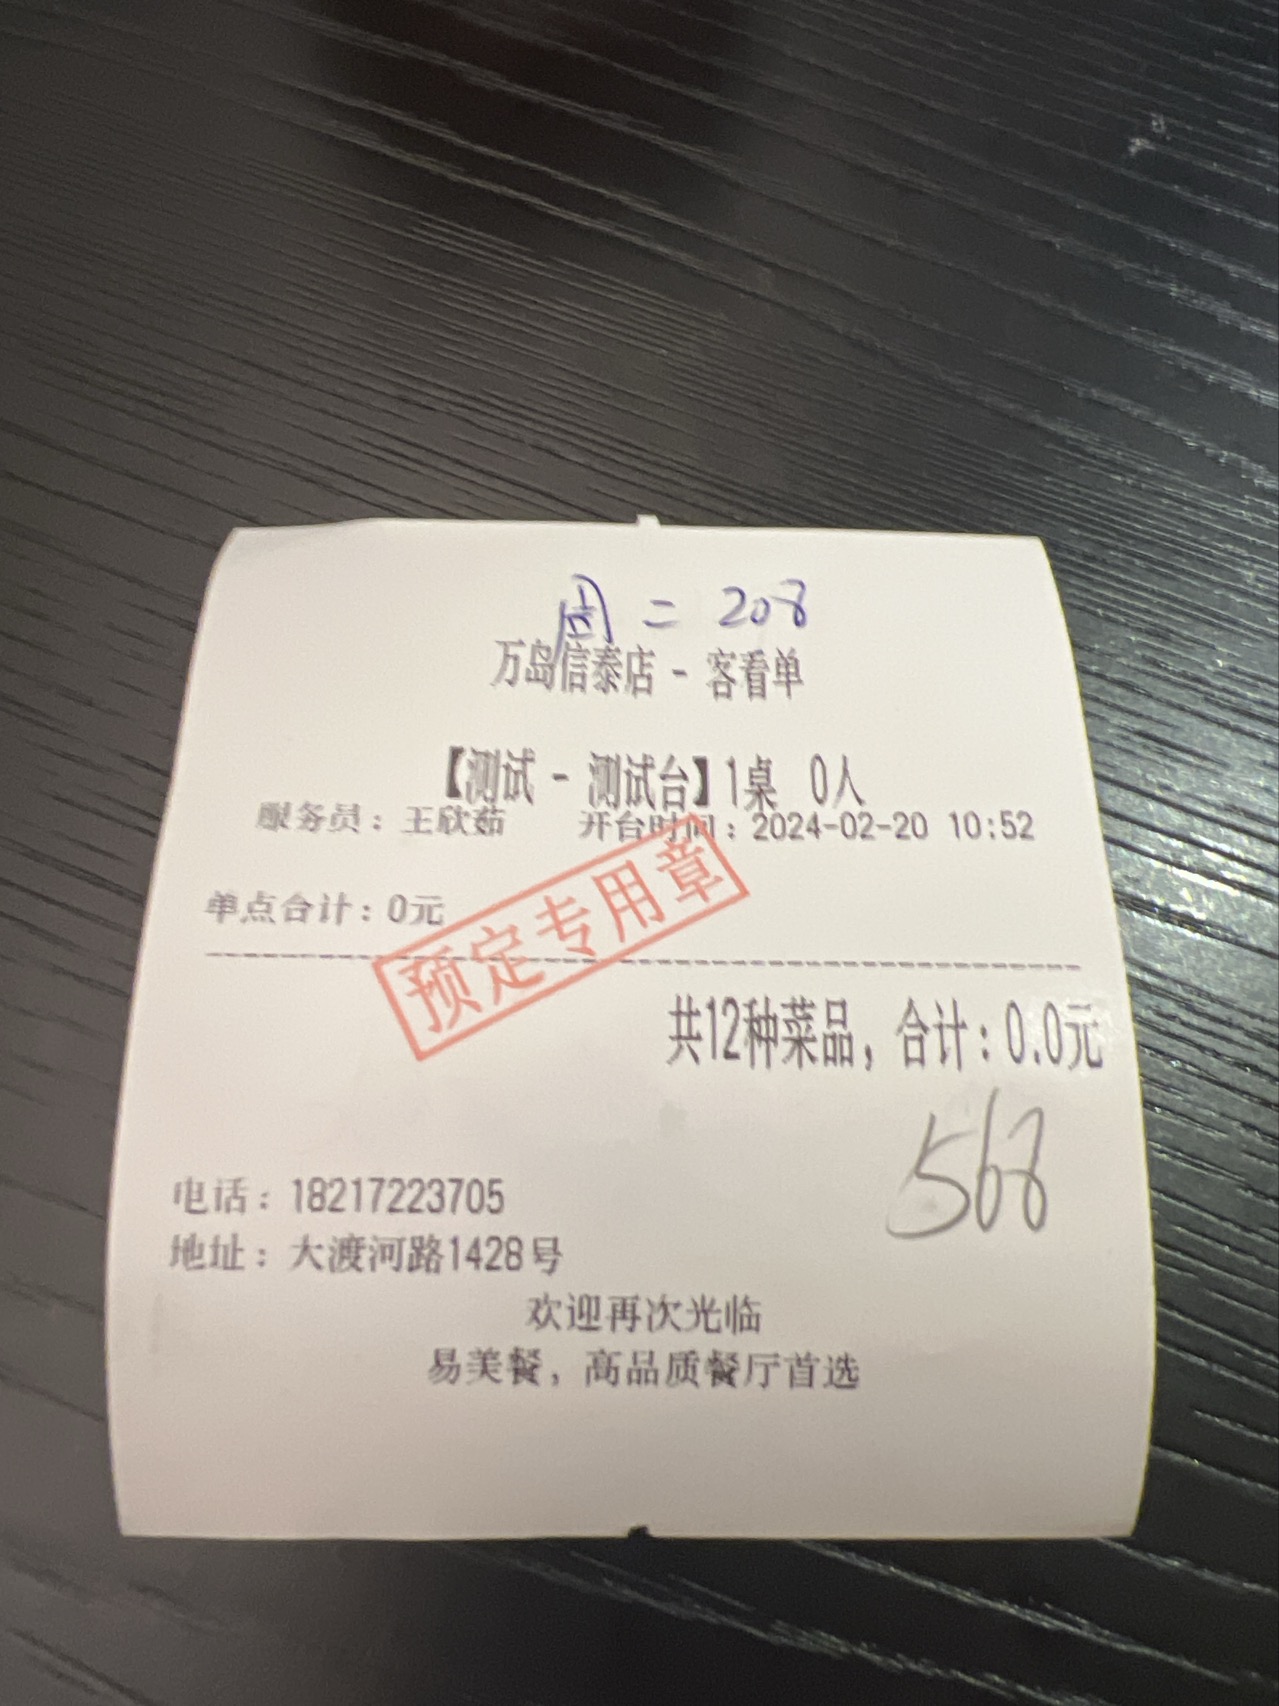 周二 208
万岛信泰店 - 客看单
【测试 - 测试台】1桌 0人
服务员：王欣茹 开台时间：2024-02-20 10:52
单点合计：0元
预定专用章
共12种菜品，合计：0.0元
568
电话：18217223705
地址：大渡河路1428号
欢迎再次光临
易美餐，高品质餐厅首选